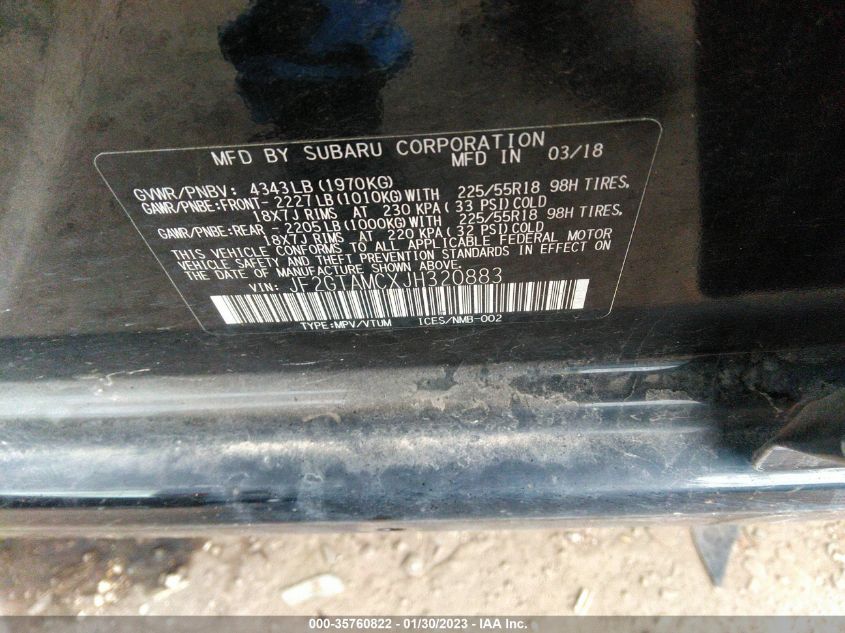 MFD BY SUBARU CORPORATION
MFD IN 03/18
GVWR/PNBV: 4343LB(1970KG)
GAWR/PNBE:FRONT-2227LB(1010KG)WITH 225/55R18 98H TIRES,
18X7J RIMS AT 230 KPA(33 PSI)COLD
GAWR/PNBE:REAR -2205LB(1000KG)WITH 225/55R18 98H TIRES,
18X7J RIMS AT 220 KPA(32 PSI)COLD
THIS VEHICLE CONFORMS TO ALL APPLICABLE FEDERAL MOTOR
VEHICLE SAFETY AND THEFT PREVENTION STANDARDS IN EFFECT ON
THE DATE OF MANUFACTURE SHOWN ABOVE.
VIN: JF2GTAMCXJH320883
TYPE:MPV/VTUM ICES/NMB-002
000-35760822 - 01/30/2023 - IAA Inc.